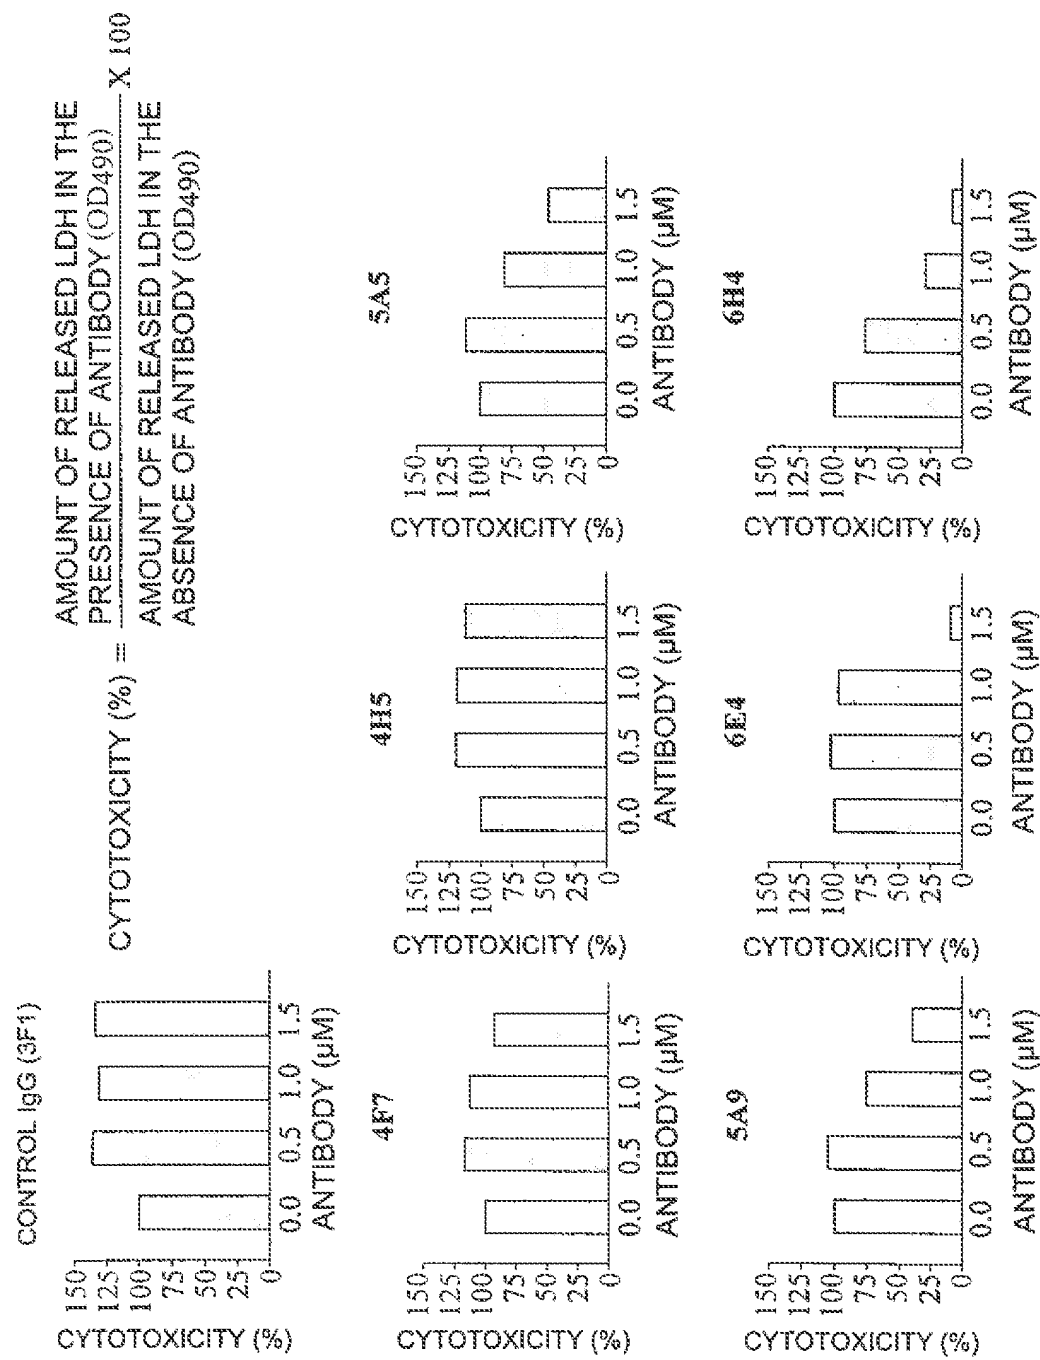 CONTROL IgG (3F1)
CYTOTOXICITY (%)
150
125
100
75
50
25
0
0.0 0.5 1.0 1.5
ANTIBODY (µM)
CYTOTOXICITY (%) =
AMOUNT OF RELEASED LDH IN THE
PRESENCE OF ANTIBODY (OD490)
X 100
AMOUNT OF RELEASED LDH IN THE
ABSENCE OF ANTIBODY (OD490)
4F7
CYTOTOXICITY (%)
150
125
100
75
50
25
0
0.0 0.5 1.0 1.5
ANTIBODY (µM)
4H5
CYTOTOXICITY (%)
150
125
100
75
50
25
0
0.0 0.5 1.0 1.5
ANTIBODY (µM)
5A5
CYTOTOXICITY (%)
150
125
100
75
50
25
0
0.0 0.5 1.0 1.5
ANTIBODY (µM)
5A9
CYTOTOXICITY (%)
150
125
100
75
50
25
0
0.0 0.5 1.0 1.5
ANTIBODY (µM)
6E4
CYTOTOXICITY (%)
150
125
100
75
50
25
0
0.0 0.5 1.0 1.5
ANTIBODY (µM)
6H4
CYTOTOXICITY (%)
150
125
100
75
50
25
0
0.0 0.5 1.0 1.5
ANTIBODY (µM)